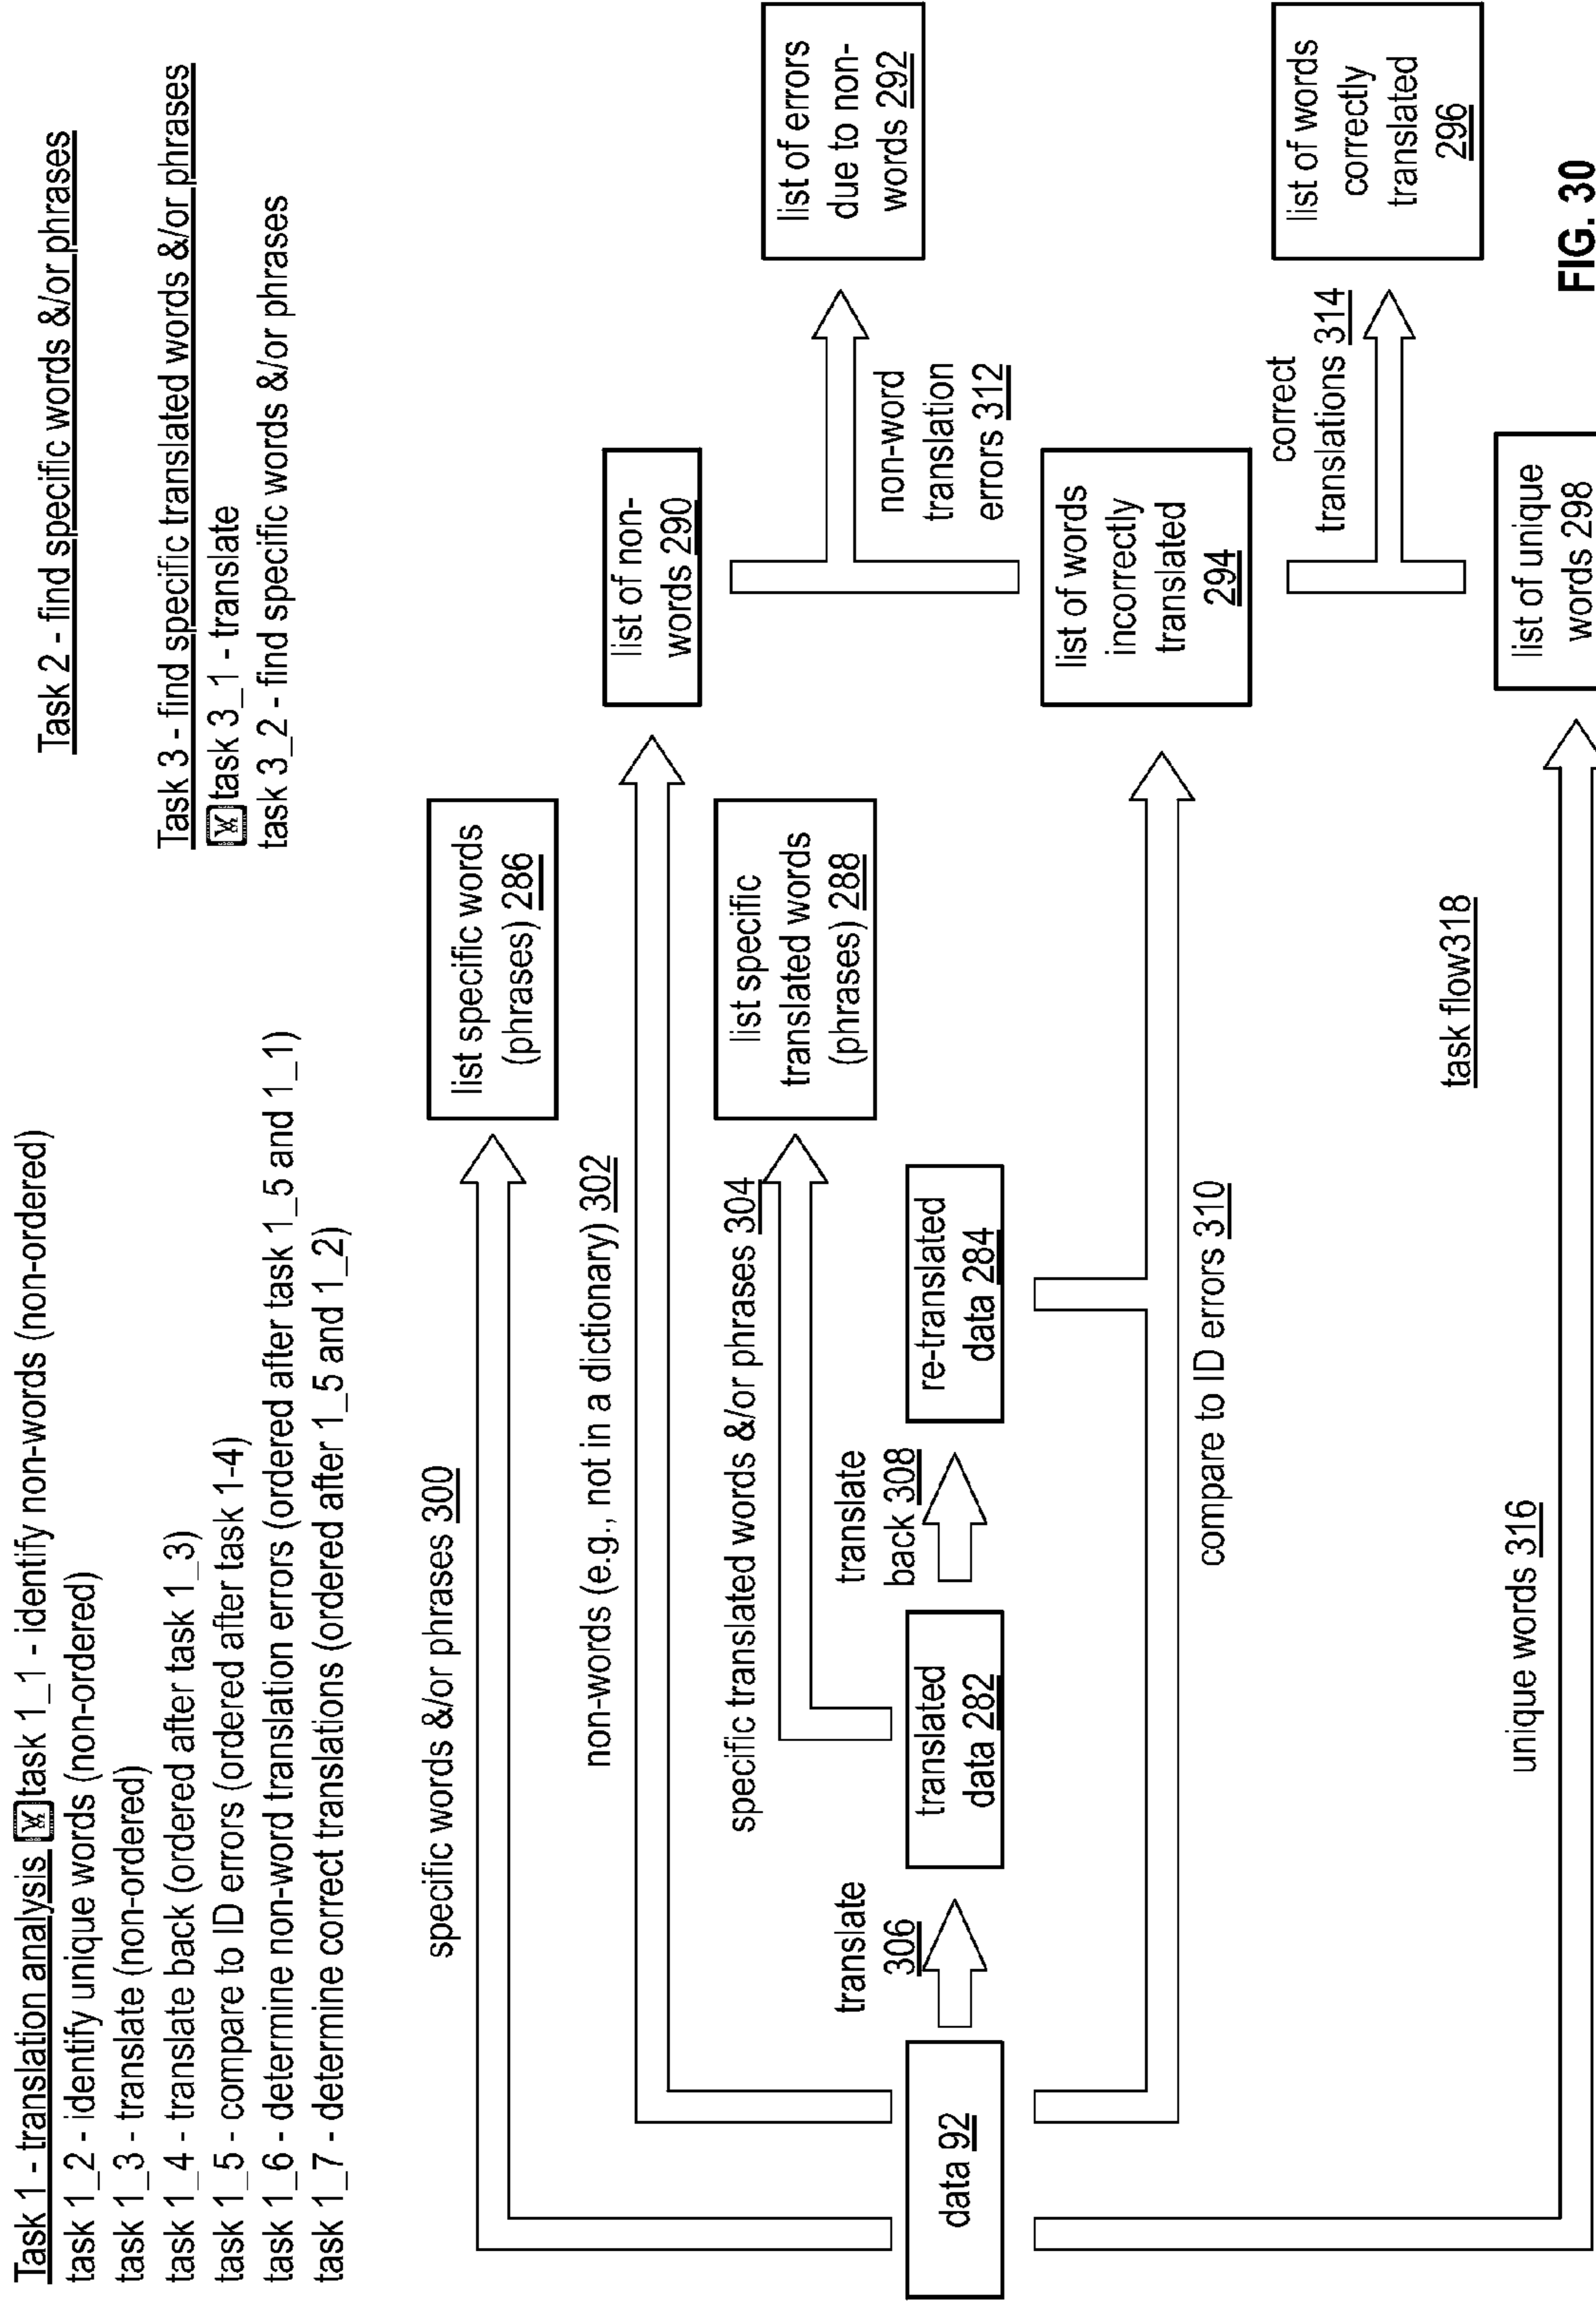 Task 1 - translation analysis task 1_1 - identify non-words (non-ordered)
task 1_2 - identify unique words (non-ordered)
task 1_3 - translate (non-ordered)
task 1_4 - translate back (ordered after task 1_3)
task 1_5 - compare to ID errors (ordered after task 1-4)
task 1_6 - determine non-word translation errors (ordered after task 1_5 and 1_1)
task 1_7 - determine correct translations (ordered after 1_5 and 1_2)
Task 2 - find specific words &/or phrases
Task 3 - find specific translated words &/or phrases
task 3_1 - translate
task 3_2 - find specific words &/or phrases
specific words &/or phrases 300
list specific words
(phrases) 286
non-words (e.g., not in a dictionary) 302
list of non-
words 290
specific translated words &/or phrases 304
list specific
translated words
(phrases) 288
list of errors
due to non-
words 292
non-word
translation
errors 312
data 92
translate
306
translated
data 282
translate
back 308
re-translated
data 284
compare to ID errors 310
list of words
incorrectly
translated
294
correct
translations 314
list of words
correctly
translated
296
task flow318
unique words 316
list of unique
words 298
FIG. 30